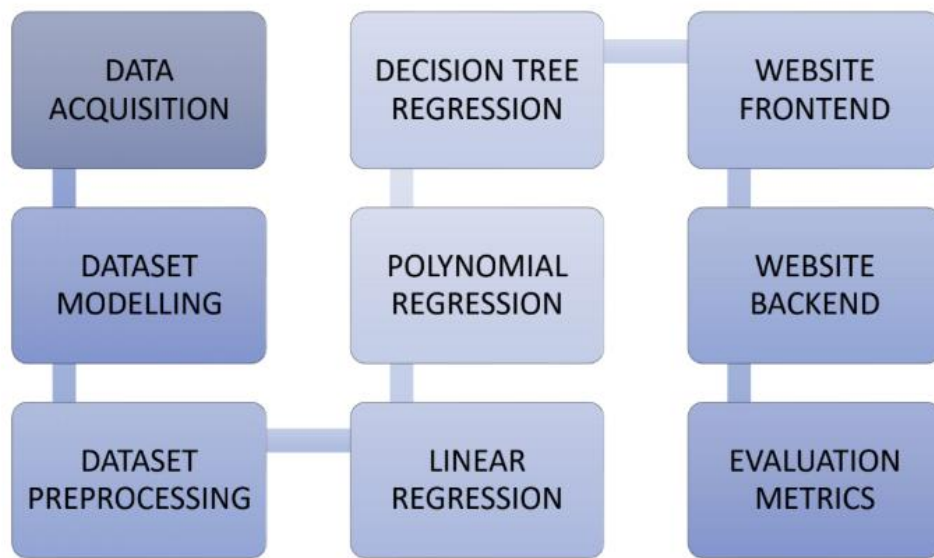 DATA
ACQUISITION
DATASET
MODELLING
DATASET
PREPROCESSING
LINEAR
REGRESSION
POLYNOMIAL
REGRESSION
DECISION TREE
REGRESSION
WEBSITE
FRONTEND
WEBSITE
BACKEND
EVALUATION
METRICS